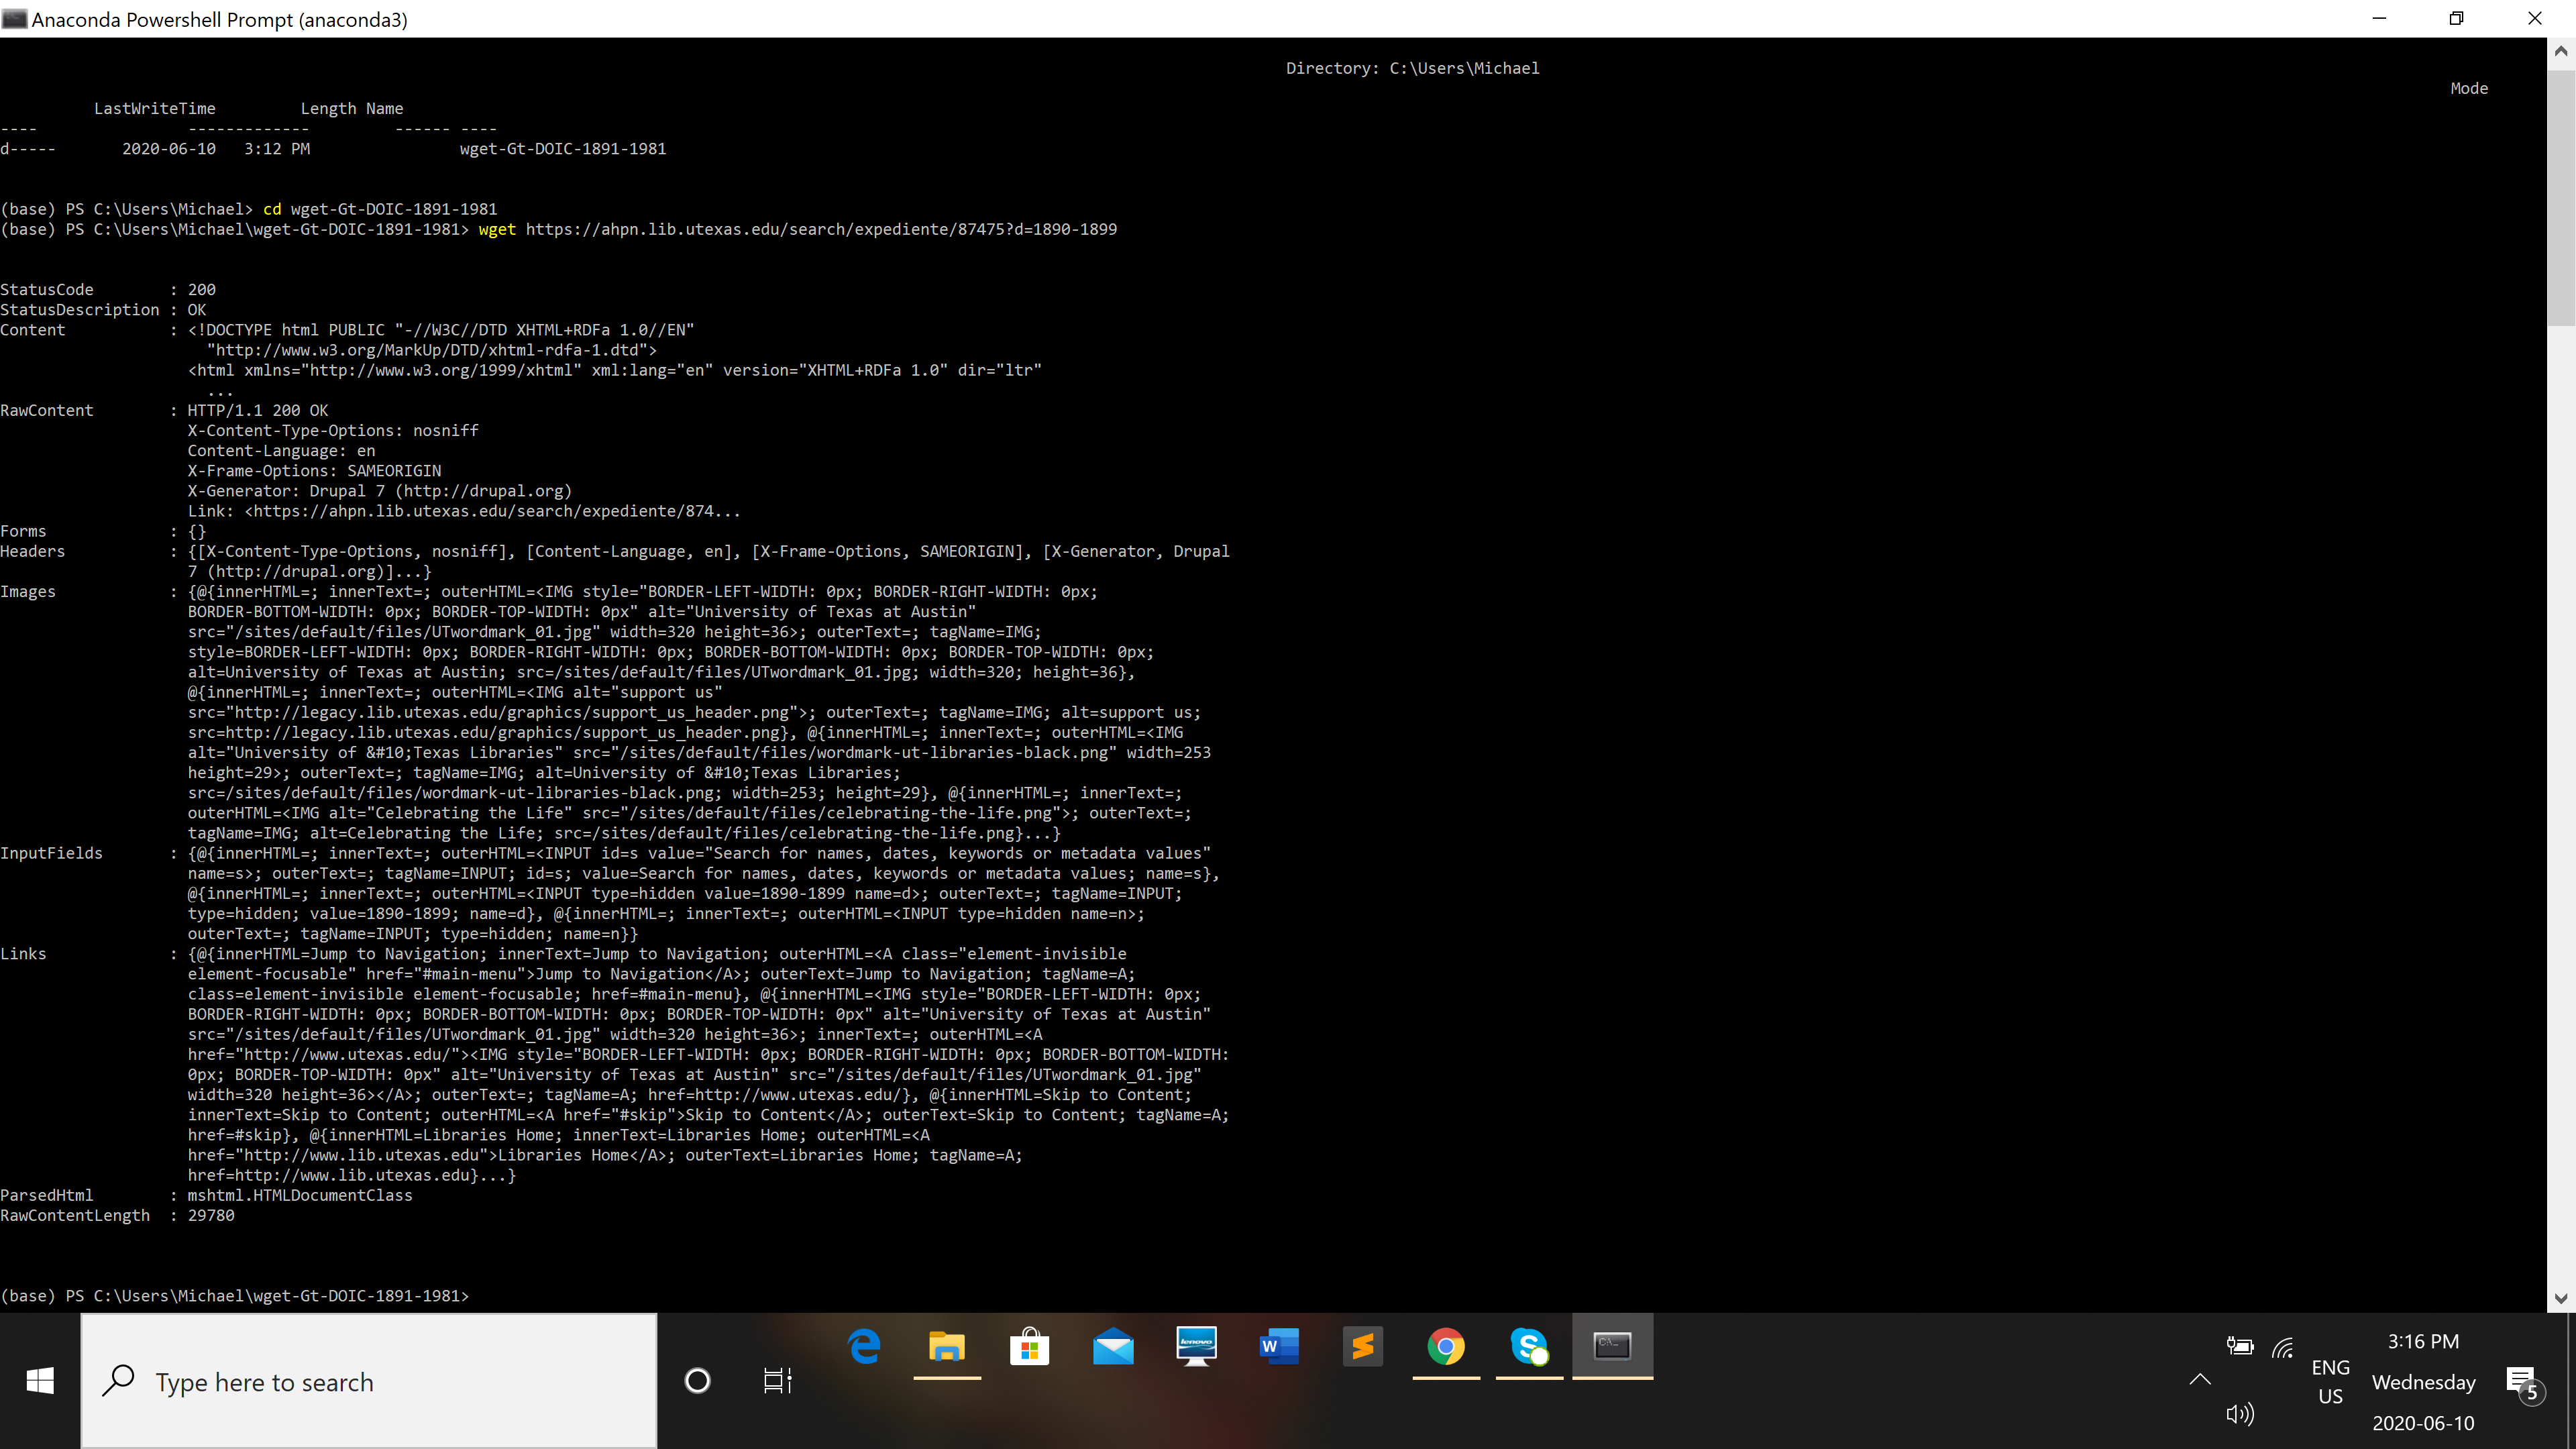 Anaconda Powershell Prompt (anaconda3)
Directory: C:\Users\Michael
Mode
LastWriteTime         Length Name
----                -------------         ------ ----
d-----       2020-06-10   3:12 PM                wget-Gt-DOIC-1891-1981
(base) PS C:\Users\Michael> cd wget-Gt-DOIC-1891-1981
(base) PS C:\Users\Michael\wget-Gt-DOIC-1891-1981> wget https://ahpn.lib.utexas.edu/search/expediente/87475?d=1890-1899
StatusCode        : 200
StatusDescription : OK
Content           : <!DOCTYPE html PUBLIC "-//W3C//DTD XHTML+RDFa 1.0//EN"
"http://www.w3.org/MarkUp/DTD/xhtml-rdfa-1.dtd">
<html xmlns="http://www.w3.org/1999/xhtml" xml:lang="en" version="XHTML+RDFa 1.0" dir="ltr"
...
RawContent        : HTTP/1.1 200 OK
X-Content-Type-Options: nosniff
Content-Language: en
X-Frame-Options: SAMEORIGIN
X-Generator: Drupal 7 (http://drupal.org)
Link: <https://ahpn.lib.utexas.edu/search/expediente/874...
Forms             : {}
Headers           : {[X-Content-Type-Options, nosniff], [Content-Language, en], [X-Frame-Options, SAMEORIGIN], [X-Generator, Drupal
7 (http://drupal.org)]...}
Images            : {@{innerHTML=; innerText=; outerHTML=<IMG style="BORDER-LEFT-WIDTH: 0px; BORDER-RIGHT-WIDTH: 0px;
BORDER-BOTTOM-WIDTH: 0px; BORDER-TOP-WIDTH: 0px" alt="University of Texas at Austin"
src="/sites/default/files/UTwordmark_01.jpg" width=320 height=36>; outerText=; tagName=IMG;
style=BORDER-LEFT-WIDTH: 0px; BORDER-RIGHT-WIDTH: 0px; BORDER-BOTTOM-WIDTH: 0px; BORDER-TOP-WIDTH: 0px;
alt=University of Texas at Austin; src=/sites/default/files/UTwordmark_01.jpg; width=320; height=36},
@{innerHTML=; innerText=; outerHTML=<IMG alt="support us"
src="http://legacy.lib.utexas.edu/graphics/support_us_header.png">; outerText=; tagName=IMG; alt=support us;
src=http://legacy.lib.utexas.edu/graphics/support_us_header.png}, @{innerHTML=; innerText=; outerHTML=<IMG
alt="University of &#10;Texas Libraries" src="/sites/default/files/wordmark-ut-libraries-black.png" width=253
height=29>; outerText=; tagName=IMG; alt=University of &#10;Texas Libraries;
src=/sites/default/files/wordmark-ut-libraries-black.png; width=253; height=29}, @{innerHTML=; innerText=;
outerHTML=<IMG alt="Celebrating the Life" src="/sites/default/files/celebrating-the-life.png">; outerText=;
tagName=IMG; alt=Celebrating the Life; src=/sites/default/files/celebrating-the-life.png}...}
InputFields       : {@{innerHTML=; innerText=; outerHTML=<INPUT id=s value="Search for names, dates, keywords or metadata values"
name=s>; outerText=; tagName=INPUT; id=s; value=Search for names, dates, keywords or metadata values; name=s},
@{innerHTML=; innerText=; outerHTML=<INPUT type=hidden value=1890-1899 name=d>; outerText=; tagName=INPUT;
type=hidden; value=1890-1899; name=d}, @{innerHTML=; innerText=; outerHTML=<INPUT type=hidden name=n>;
outerText=; tagName=INPUT; type=hidden; name=n}}
Links             : {@{innerHTML=Jump to Navigation; innerText=Jump to Navigation; outerHTML=<A class="element-invisible
element-focusable" href="#main-menu">Jump to Navigation</A>; outerText=Jump to Navigation; tagName=A;
class=element-invisible element-focusable; href=#main-menu}, @{innerHTML=<IMG style="BORDER-LEFT-WIDTH: 0px;
BORDER-RIGHT-WIDTH: 0px; BORDER-BOTTOM-WIDTH: 0px; BORDER-TOP-WIDTH: 0px" alt="University of Texas at Austin"
src="/sites/default/files/UTwordmark_01.jpg" width=320 height=36>; innerText=; outerHTML=<A
href="http://www.utexas.edu/"><IMG style="BORDER-LEFT-WIDTH: 0px; BORDER-RIGHT-WIDTH: 0px; BORDER-BOTTOM-WIDTH:
0px; BORDER-TOP-WIDTH: 0px" alt="University of Texas at Austin" src="/sites/default/files/UTwordmark_01.jpg"
width=320 height=36></A>; outerText=; tagName=A; href=http://www.utexas.edu/}, @{innerHTML=Skip to Content;
innerText=Skip to Content; outerHTML=<A href="#skip">Skip to Content</A>; outerText=Skip to Content; tagName=A;
href=#skip}, @{innerHTML=Libraries Home; innerText=Libraries Home; outerHTML=<A
href="http://www.lib.utexas.edu">Libraries Home</A>; outerText=Libraries Home; tagName=A;
href=http://www.lib.utexas.edu}...}
ParsedHtml        : mshtml.HTMLDocumentClass
RawContentLength  : 29780
(base) PS C:\Users\Michael\wget-Gt-DOIC-1891-1981>
Type here to search
lenovo
W
S
C:\_
ENG
US
3:16 PM
Wednesday
2020-06-10
5